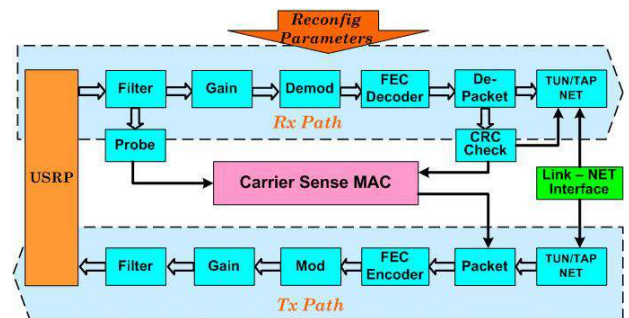 Reconfig
Parameters
USRP
Filter
Gain
Demod
FEC
Decoder
De-
Packet
TUN/TAP
NET
Rx Path
Probe
CRC
Check
Carrier Sense MAC
Link – NET
Interface
Filter
Gain
Mod
FEC
Encoder
Packet
TUN/TAP
NET
Tx Path